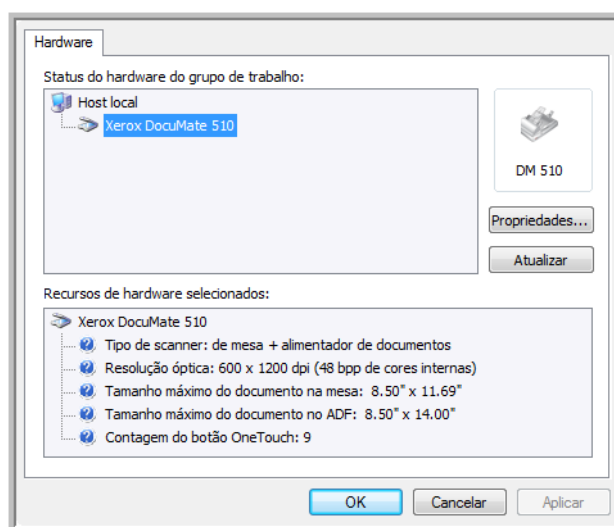 Hardware
Status do hardware do grupo de trabalho:
Host local
Xerox DocuMate 510
DM 510
Propriedades...
Atualizar
Recursos de hardware selecionados:
Xerox DocuMate 510
Tipo de scanner: de mesa + alimentador de documentos
Resolução óptica: 600 x 1200 dpi (48 bpp de cores internas)
Tamanho máximo do documento na mesa: 8.50" x 11.69"
Tamanho máximo do documento no ADF: 8.50" x 14.00"
Contagem do botão OneTouch: 9
OK
Cancelar
Aplicar